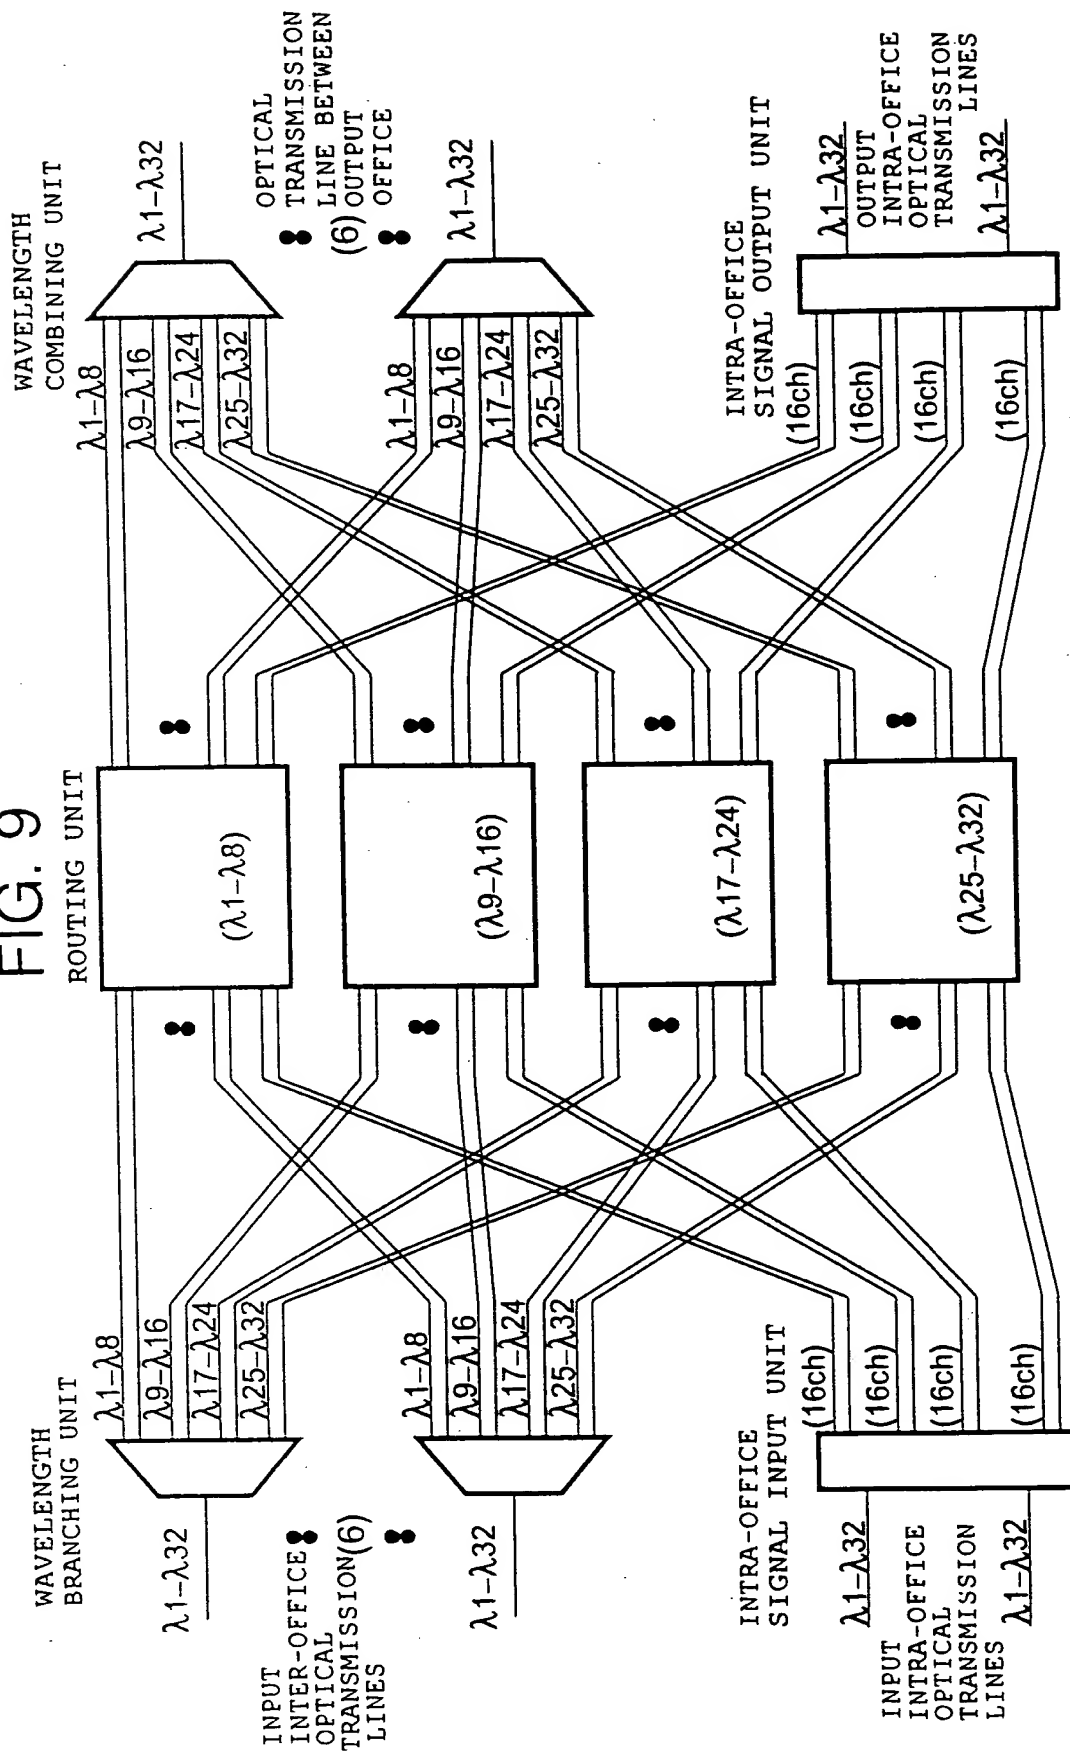 FIG. 9
WAVELENGTH
BRANCHING UNIT
ROUTING UNIT
WAVELENGTH
COMBINING UNIT
λ1-λ32
λ1-λ8
λ9-λ16
λ17-λ24
λ25-λ32
(λ1-λ8)
λ1-λ8
λ9-λ16
λ17-λ24
λ25-λ32
λ1-λ32
INPUT
INTER-OFFICE
OPTICAL
TRANSMISSION(6)
LINES
(λ9-λ16)
OPTICAL
TRANSMISSION
LINE BETWEEN
(6) OUTPUT
OFFICE
λ1-λ32
λ1-λ8
λ9-λ16
λ17-λ24
λ25-λ32
(λ17-λ24)
λ1-λ8
λ9-λ16
λ17-λ24
λ25-λ32
λ1-λ32
INTRA-OFFICE
SIGNAL INPUT UNIT
INTRA-OFFICE
SIGNAL OUTPUT UNIT
λ1-λ32
(16ch)
(16ch)
(16ch)
(16ch)
(λ25-λ32)
(16ch)
(16ch)
(16ch)
(16ch)
λ1-λ32
INPUT
INTRA-OFFICE
OPTICAL
TRANSMISSION
LINES
λ1-λ32
OUTPUT
INTRA-OFFICE
OPTICAL
TRANSMISSION
LINES
λ1-λ32